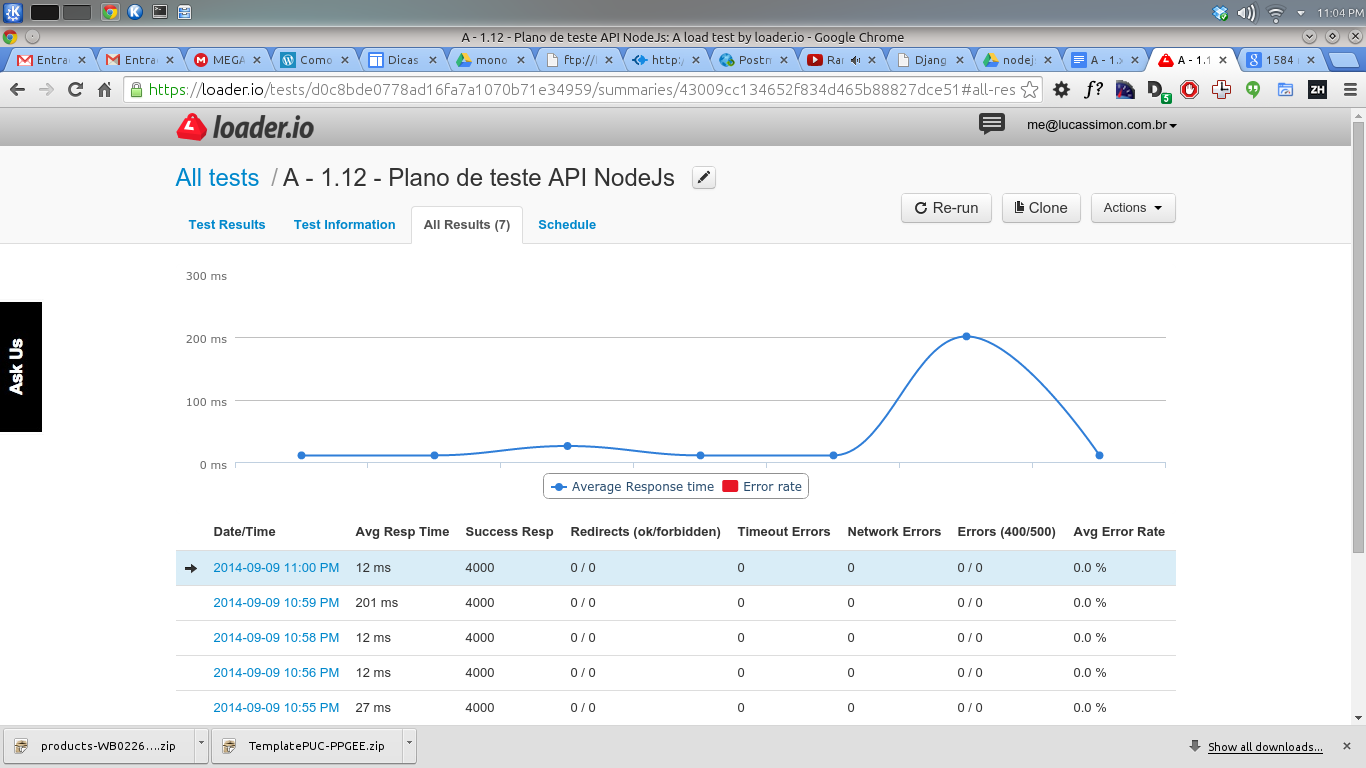 11:04 PM
A - 1.12 - Plano de teste API NodeJs: A load test by loader.io - Google Chrome
Entra
Entra
MEGA
Como
Dicas
mono
ftp://
http:
Postm
Djang
nodej
A - 1.
A - 1.1
1584
https://loader.io/tests/d0c8bde0778ad16fa7a1070b71e34959/summaries/43009cc134652f834d465b88827dce51#all-res
f?
D
5
ZH
loader.io
me@lucassimon.com.br
All tests / A - 1.12 - Plano de teste API NodeJs
Re-run
Clone
Actions
Test Results
Test Information
All Results (7)
Schedule
Ask Us
300 ms
200 ms
100 ms
0 ms
Average Response time
Error rate
Date/Time Avg Resp Time Success Resp Redirects (ok/forbidden) Timeout Errors Network Errors Errors (400/500) Avg Error Rate
2014-09-09 11:00 PM 12 ms 4000 0 / 0 0 0 0 / 0 0.0 %
2014-09-09 10:59 PM 201 ms 4000 0 / 0 0 0 0 / 0 0.0 %
2014-09-09 10:58 PM 12 ms 4000 0 / 0 0 0 0 / 0 0.0 %
2014-09-09 10:56 PM 12 ms 4000 0 / 0 0 0 0 / 0 0.0 %
2014-09-09 10:55 PM 27 ms 4000 0 / 0 0 0 0 / 0 0.0 %
products-WB0226....zip
TemplatePUC-PPGEE.zip
Show all downloads...